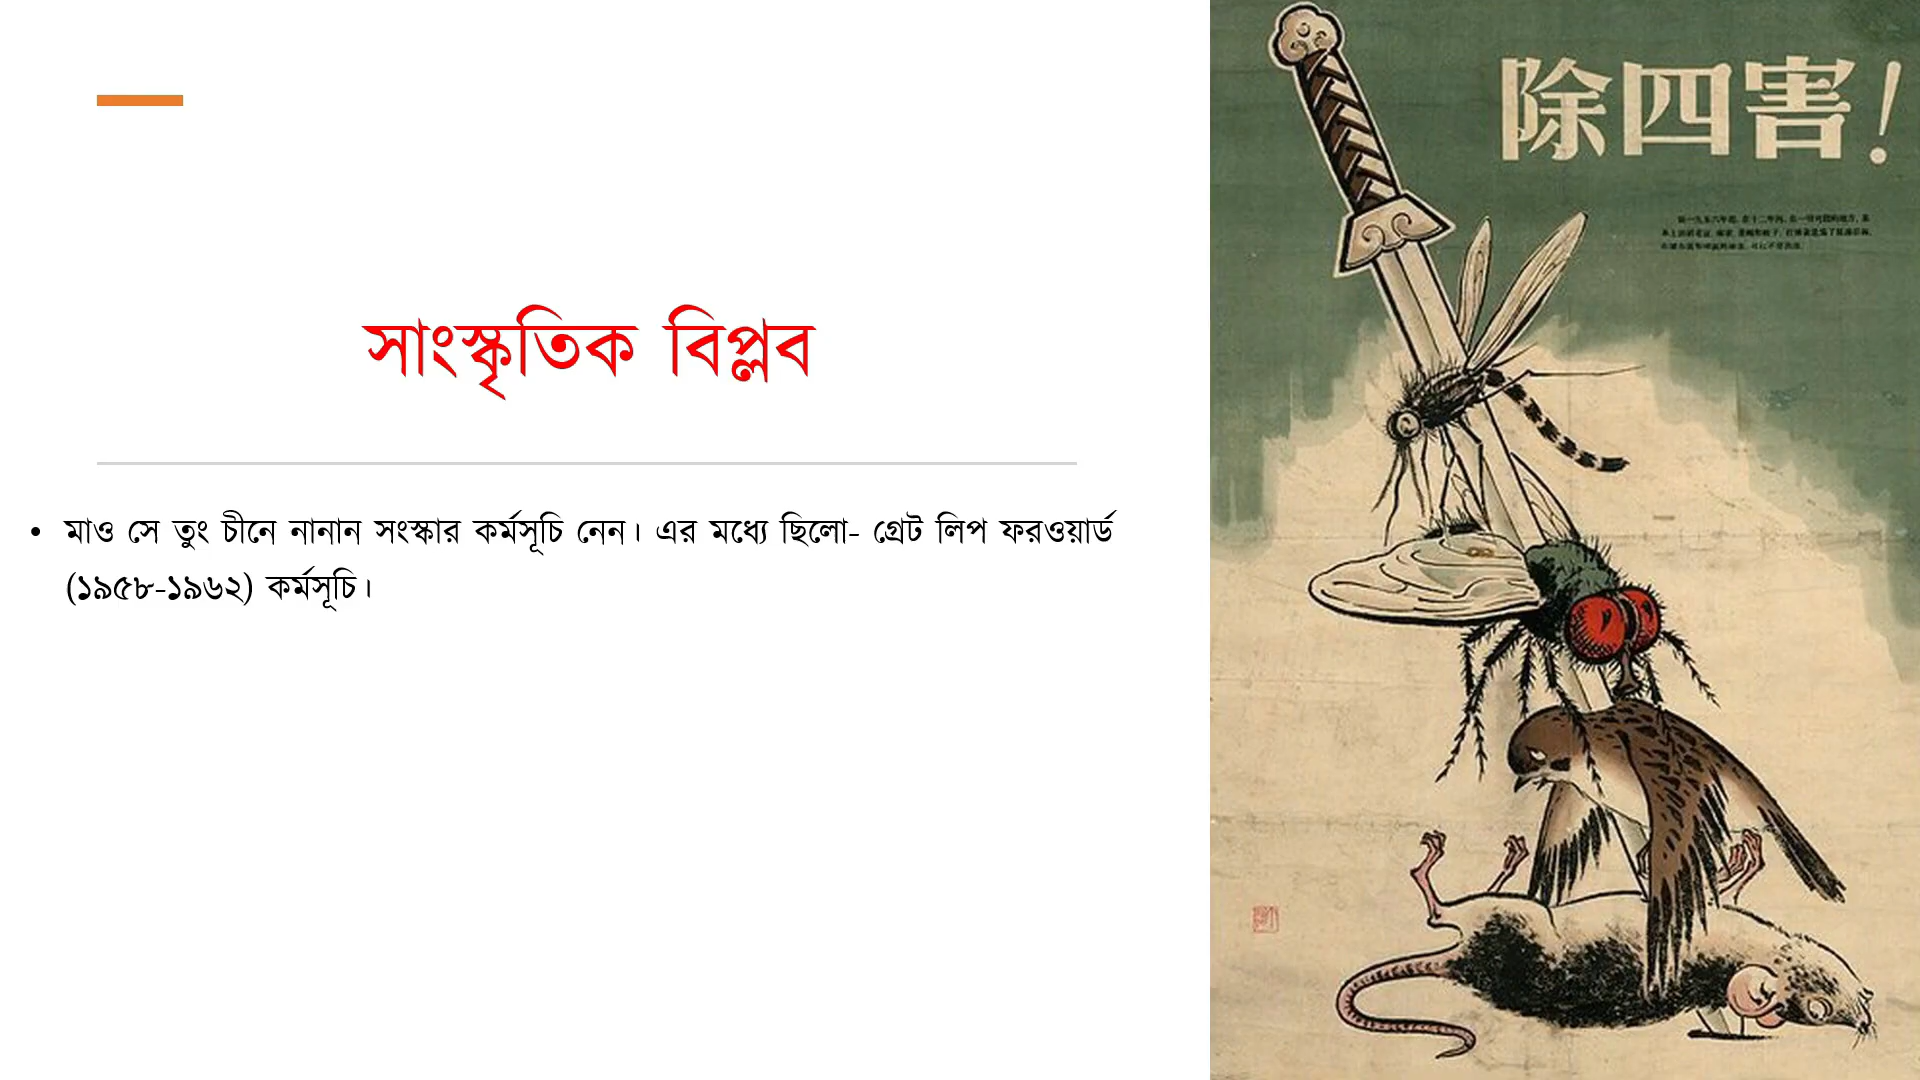 সাংস্কৃতিক বিপ্লব
• মাও সে তুং চীনে নানান সংস্কার কর্মসূচি নেন। এর মধ্যে ছিলো- গ্রেট লিপ ফরওয়ার্ড
(১৯৫৮-১৯৬২) কর্মসূচি।
除四害!